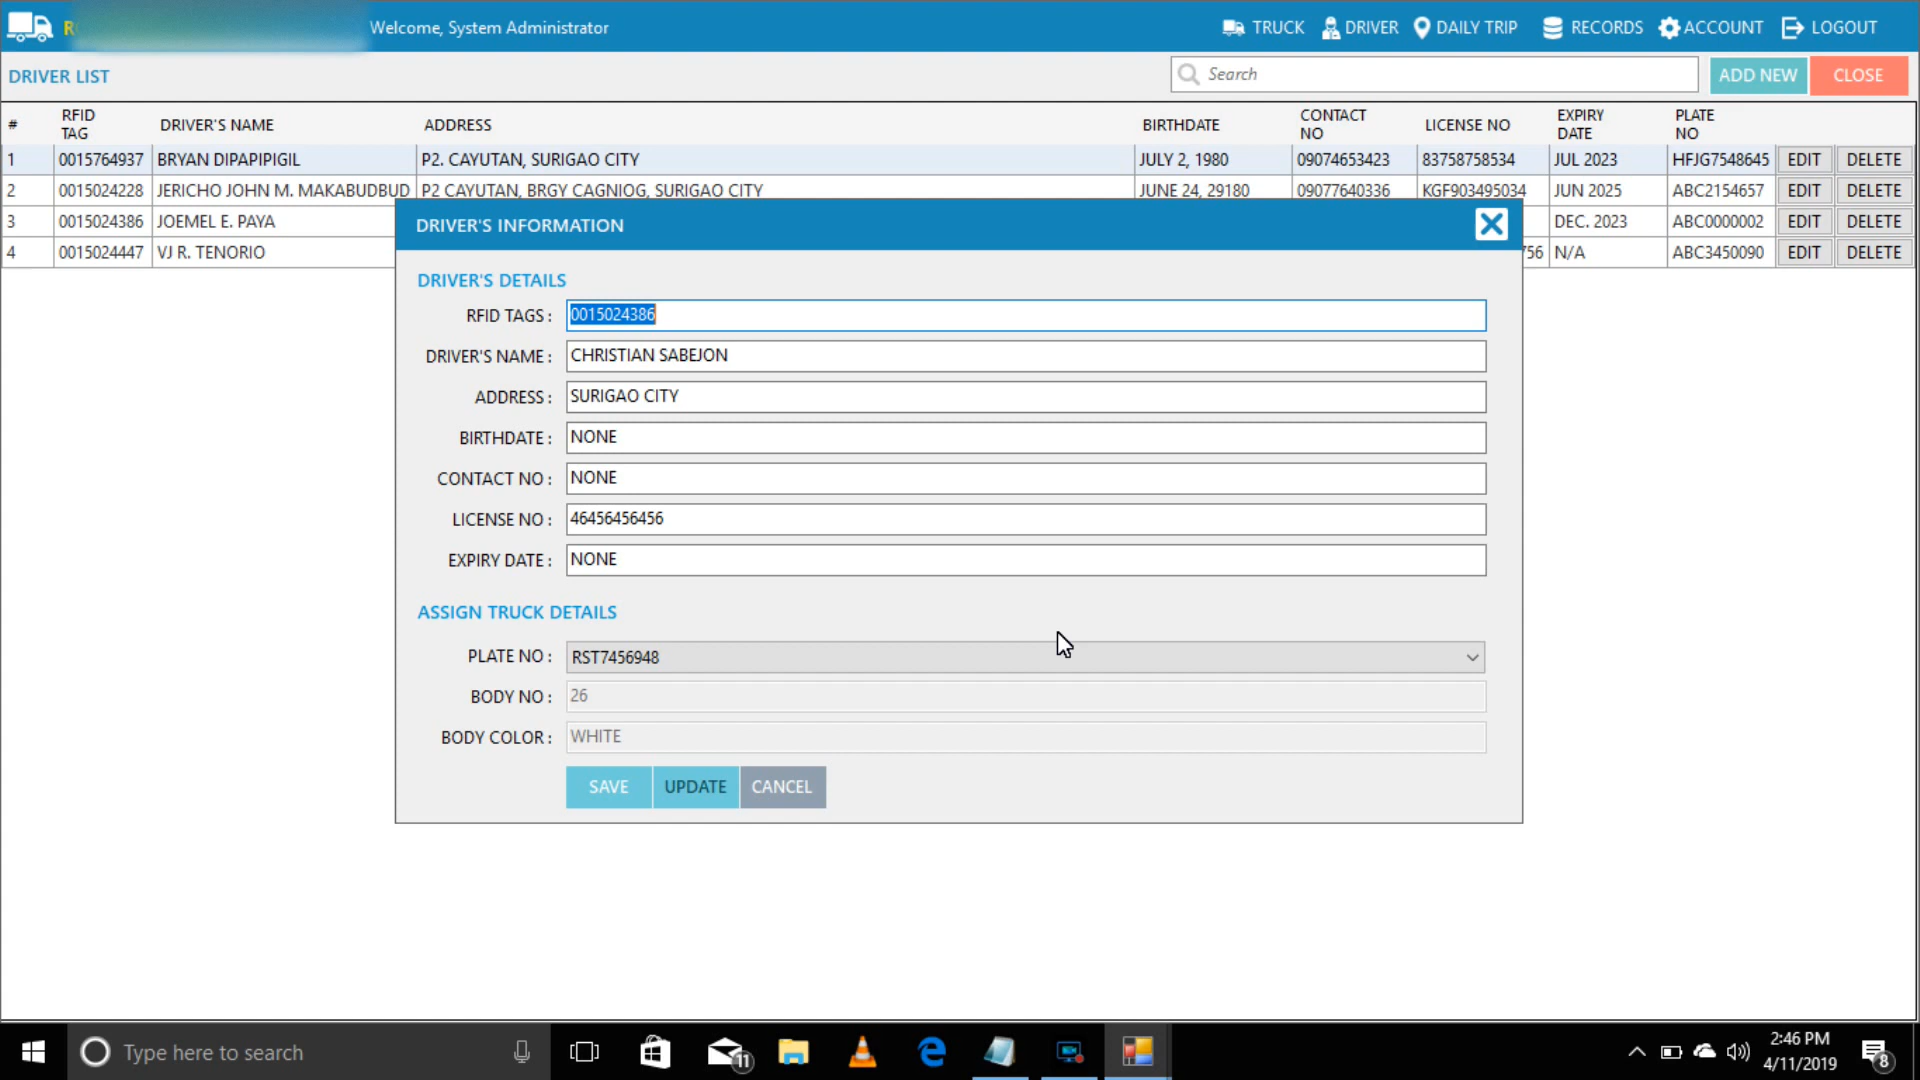 Welcome, System Administrator TRUCK DRIVER DAILY TRIP RECORDS ACCOUNT LOGOUT
DRIVER LIST Search ADD NEW CLOSE
# RFID TAG DRIVER'S NAME ADDRESS BIRTHDATE CONTACT NO LICENSE NO EXPIRY DATE PLATE NO
1 0015764937 BRYAN DIPAPIPIGIL P2. CAYUTAN, SURIGAO CITY JULY 2, 1980 09074653423 83758758534 JUL 2023 HFJG7548645 EDIT DELETE
2 0015024228 JERICHO JOHN M. MAKABUDBUD P2 CAYUTAN, BRGY CAGNIOG, SURIGAO CITY JUNE 24, 29180 09077640336 KGF903495034 JUN 2025 ABC2154657 EDIT DELETE
3 0015024386 JOEMEL E. PAYA DEC. 2023 ABC0000002 EDIT DELETE
4 0015024447 VJ R. TENORIO 756 N/A ABC3450090 EDIT DELETE
DRIVER'S INFORMATION
DRIVER'S DETAILS
RFID TAGS : 0015024386
DRIVER'S NAME : CHRISTIAN SABEJON
ADDRESS : SURIGAO CITY
BIRTHDATE : NONE
CONTACT NO : NONE
LICENSE NO : 46456456456
EXPIRY DATE : NONE
ASSIGN TRUCK DETAILS
PLATE NO : RST7456948
BODY NO : 26
BODY COLOR : WHITE
SAVE UPDATE CANCEL
Type here to search 11 2:46 PM
4/11/2019 8